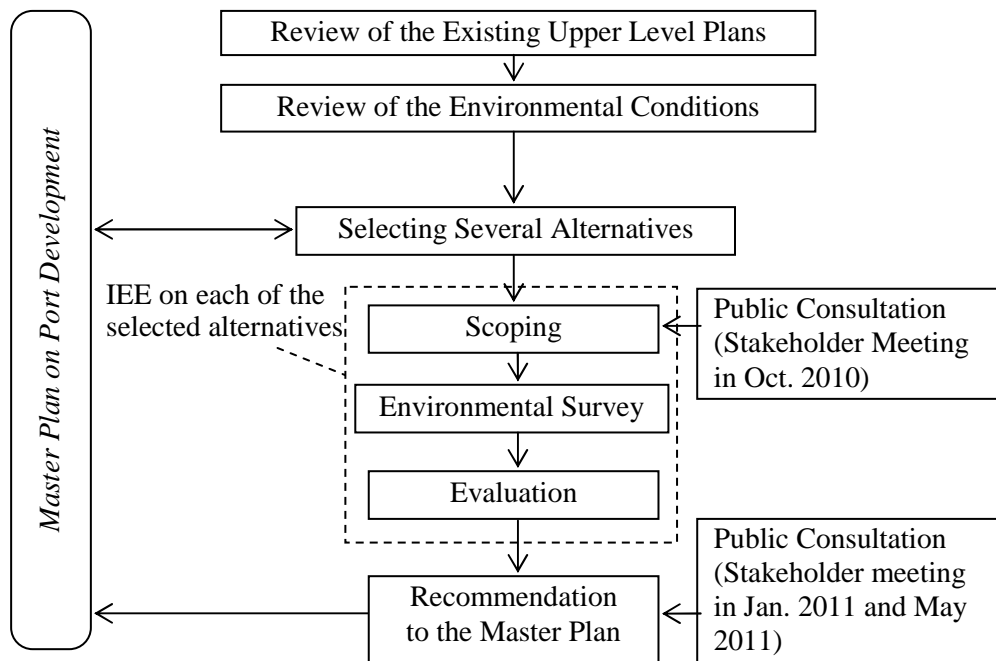 Master Plan on Port Development
Review of the Existing Upper Level Plans
Review of the Environmental Conditions
Selecting Several Alternatives
IEE on each of the
selected alternatives
Scoping
Public Consultation
(Stakeholder Meeting
in Oct. 2010)
Environmental Survey
Evaluation
Recommendation
to the Master Plan
Public Consultation
(Stakeholder meeting
in Jan. 2011 and May
2011)